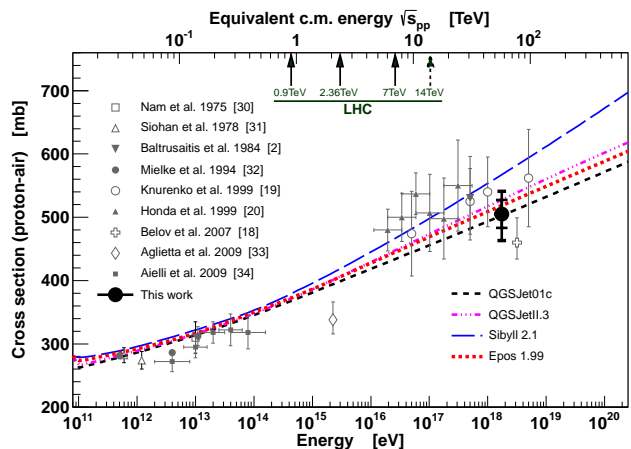 Equivalent c.m. energy √s_pp [TeV]
10^-1 1 10 10^2
0.9TeV 2.36TeV 7TeV 14TeV
LHC
Cross section (proton-air) [mb]
700
600
500
400
300
200
Nam et al. 1975 [30]
Siohan et al. 1978 [31]
Baltrusaitis et al. 1984 [2]
Mielke et al. 1994 [32]
Knurenko et al. 1999 [19]
Honda et al. 1999 [20]
Belov et al. 2007 [18]
Aglietta et al. 2009 [33]
Aielli et al. 2009 [34]
This work
QGSJet01c
QGSJetII.3
Sibyll 2.1
Epos 1.99
10^11 10^12 10^13 10^14 10^15 10^16 10^17 10^18 10^19 10^20
Energy [eV]